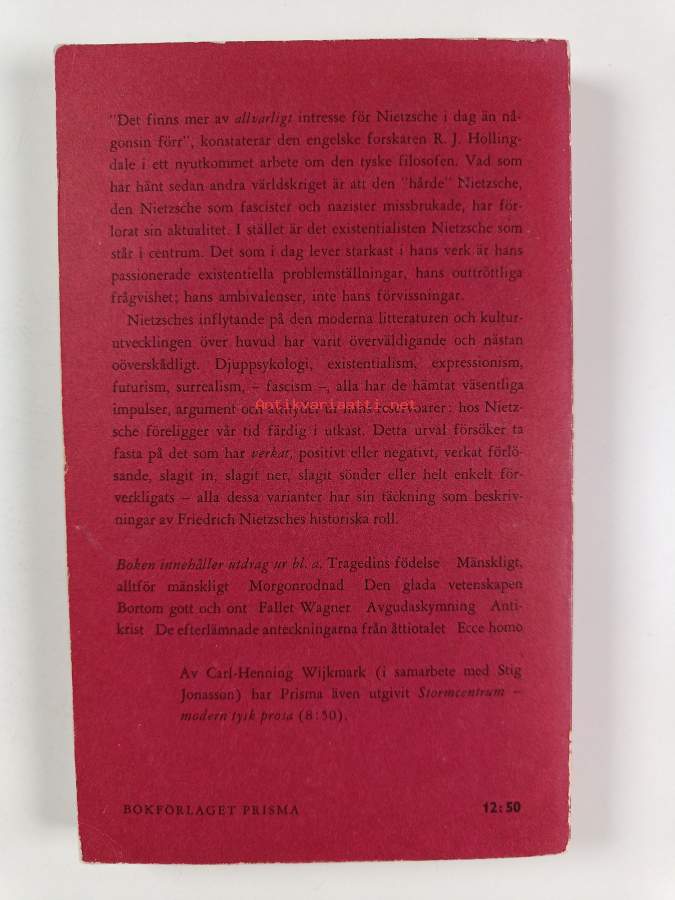 "Det finns mer av allvarligt intresse för Nietzsche i dag än nå-
gonsin förr", konstaterar den engelske forskaren R. J. Holling-
dale i ett nyutkommet arbete om den tyske filosofen. Vad som
har hänt sedan andra världskriget är att den "hårde" Nietzsche,
den Nietzsche som fascister och nazister missbrukade, har för-
lorat sin aktualitet. I stället är det existentialisten Nietzsche som
står i centrum. Det som i dag lever starkast i hans verk är hans
passionerade existentiella problemställningar, hans outtröttliga
frågvishet; hans ambivalenser, inte hans förvissningar.
Nietzsches inflytande på den moderna litteraturen och kultur-
utvecklingen över huvud har varit överväldigande och nästan
oöverskådligt. Djuppsykologi, existentialism, expressionism,
futurism, surrealism, – fascism –, alla har de hämtat väsentliga
impulser, argument och attityder ur hans reservoarer: hos Nietz-
Antikvariaatti.net
sche föreligger vår tid färdig i utkast. Detta urval försöker ta
fasta på det som har verkat, positivt eller negativt, verkat förlö-
sande, slagit in, slagit ner, slagit sönder eller helt enkelt för-
verkligats – alla dessa varianter har sin täckning som beskriv-
ningar av Friedrich Nietzsches historiska roll.
Boken innehåller utdrag ur bl. a. Tragedins födelse Mänskligt,
alltför mänskligt Morgonrodnad Den glada vetenskapen
Bortom gott och ont Fallet Wagner Avgudaskymning Anti-
krist De efterlämnade anteckningarna från åttiotalet Ecce homo
Av Carl-Henning Wijkmark (i samarbete med Stig
Jonasson) har Prisma även utgivit Stormcentrum –
modern tysk prosa (8:50).
BOKFÖRLAGET PRISMA 12:50